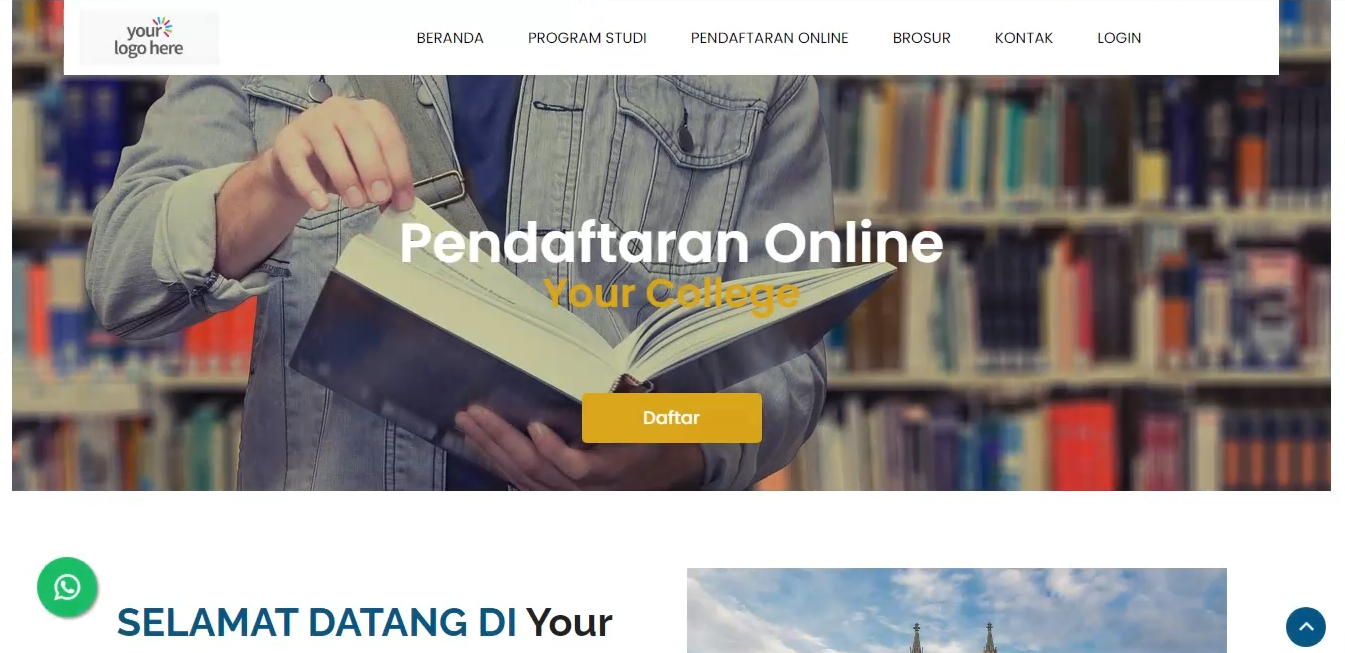 your
logo here
BERANDA PROGRAM STUDI PENDAFTARAN ONLINE BROSUR KONTAK LOGIN
Pendaftaran Online
Your College
Daftar
SELAMAT DATANG DI Your